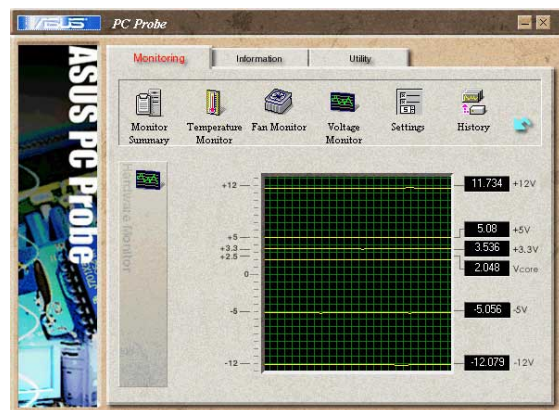 ASUS PC Probe
ASUS PC Probe
Monitoring
Information
Utility
Monitor
Summary
Temperature
Monitor
Fan Monitor
Voltage
Monitor
Settings
History
Hardware Monitor
+12
+5
+3.3
+2.5
0
-5
-12
11.734 +12V
5.08 +5V
3.536 +3.3V
2.048 Vcore
-5.056 -5V
-12.079 -12V